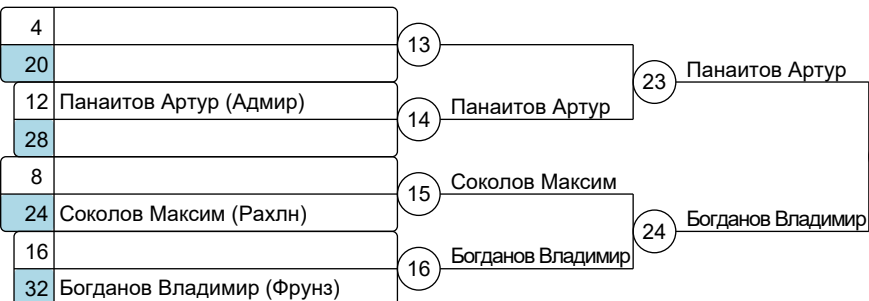 4
20
13
12 Панаитов Артур (Адмир)
28
14
Панаитов Артур
23
Панаитов Артур
8
24 Соколов Максим (Рахлн)
15
Соколов Максим
16
32 Богданов Владимир (Фрунз)
16
Богданов Владимир
24
Богданов Владимир